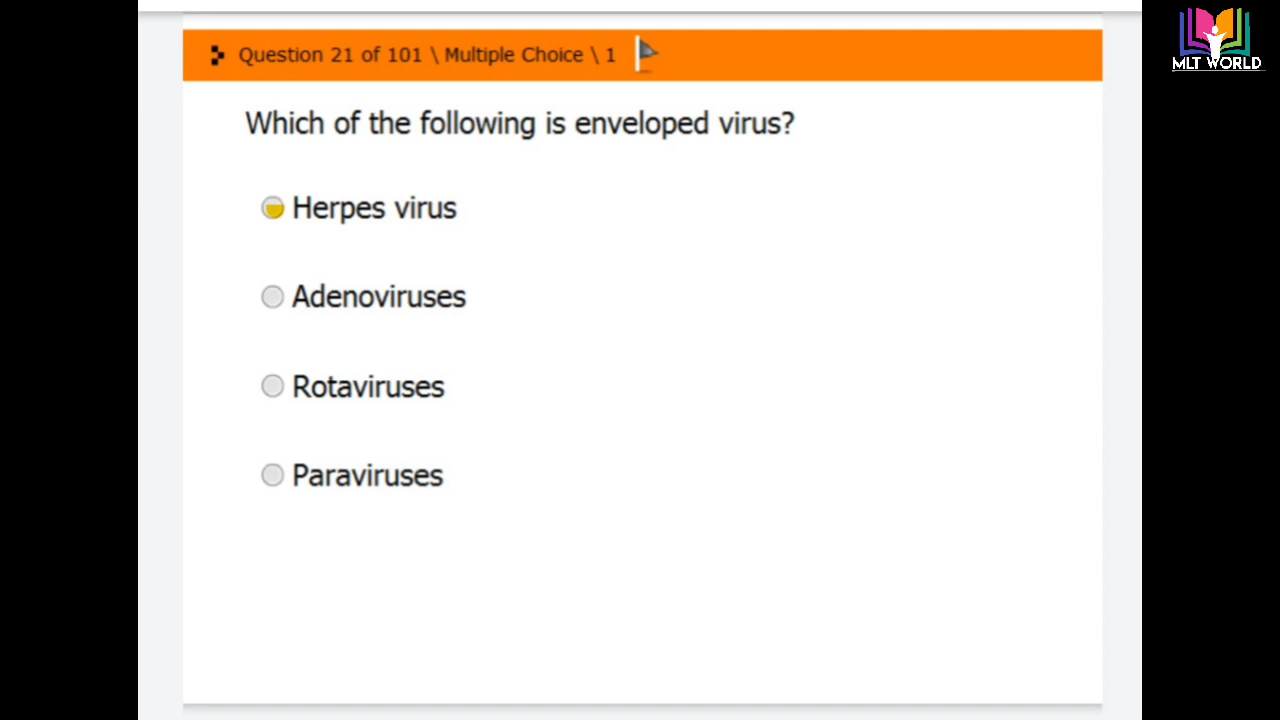 Question 21 of 101 \ Multiple Choice \ 1
MLT WORLD
Which of the following is enveloped virus?
Herpes virus
Adenoviruses
Rotaviruses
Paraviruses